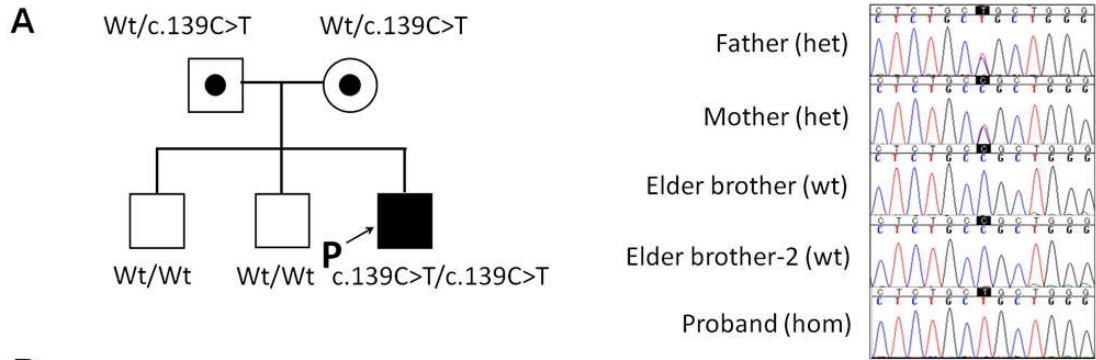 A
Wt/c.139C>T Wt/c.139C>T
Wt/Wt Wt/Wt c.139C>T/c.139C>T
P
Father (het)
C T C T G C T G C T G G G
C T C T G C T G C T G G G
Mother (het)
C T C T G C C G C T G G G
C T C T G C C G C T G G G
Elder brother (wt)
C T C T G C C G C T G G G
C T C T G C C G C T G G G
Elder brother-2 (wt)
C T C T G C C G C T G G G
C T C T G C C G C T G G G
Proband (hom)
C T C T G C T G C T G G G
C T C T G C T G C T G G G